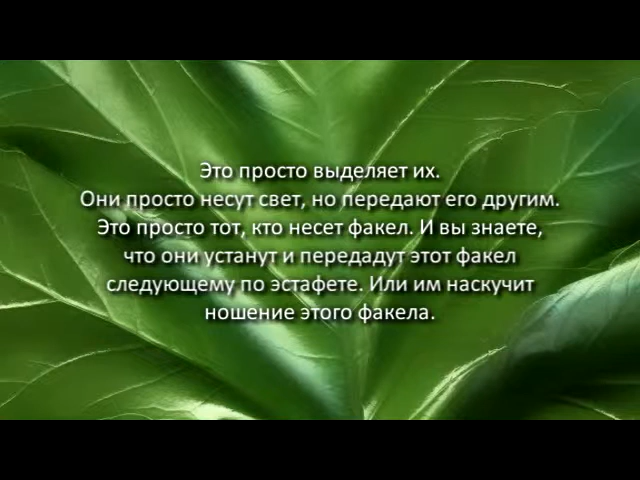 Это просто выделяет их.
Они просто несут свет, но передают его другим.
Это просто тот, кто несет факел. И вы знаете,
что они устанут и передадут этот факел
следующему по эстафете. Или им наскучит
ношение этого факела.